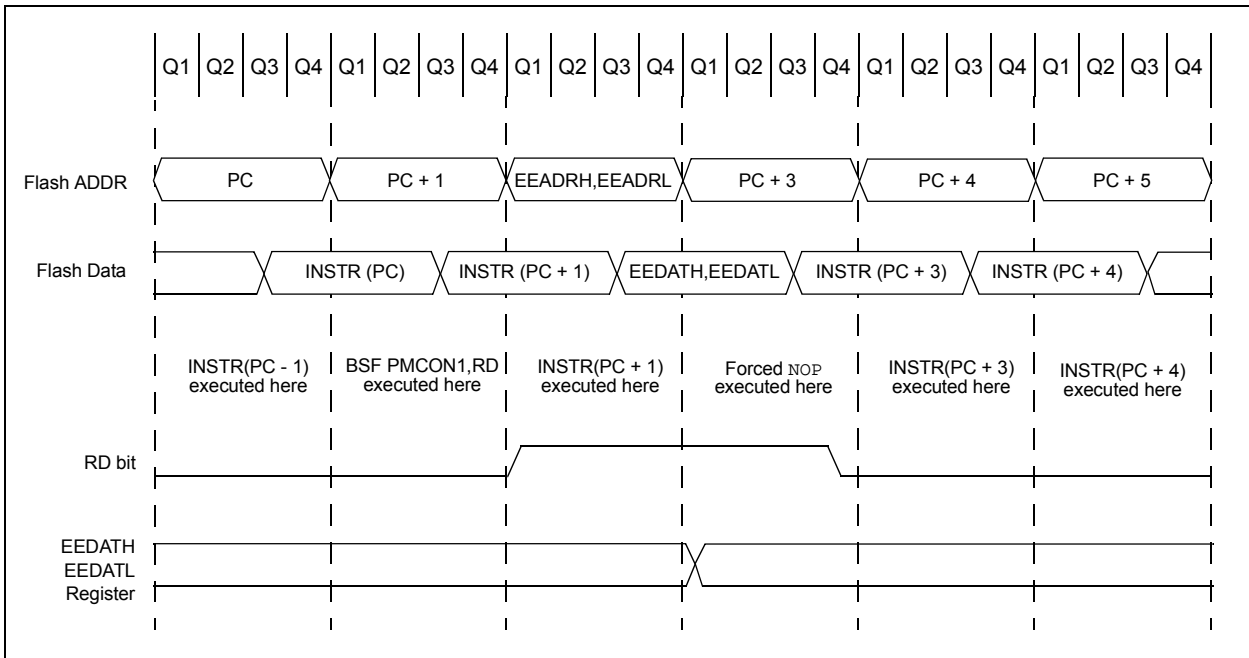 Q1 Q2 Q3 Q4 Q1 Q2 Q3 Q4 Q1 Q2 Q3 Q4 Q1 Q2 Q3 Q4 Q1 Q2 Q3 Q4 Q1 Q2 Q3 Q4
Flash ADDR PC PC + 1 EEADRH,EEADRL PC + 3 PC + 4 PC + 5
Flash Data INSTR (PC) INSTR (PC + 1) EEDATH,EEDATL INSTR (PC + 3) INSTR (PC + 4)
INSTR(PC - 1)
executed here
BSF PMCON1,RD
executed here
INSTR(PC + 1)
executed here
Forced NOP
executed here
INSTR(PC + 3)
executed here
INSTR(PC + 4)
executed here
RD bit
EEDATH
EEDATL
Register